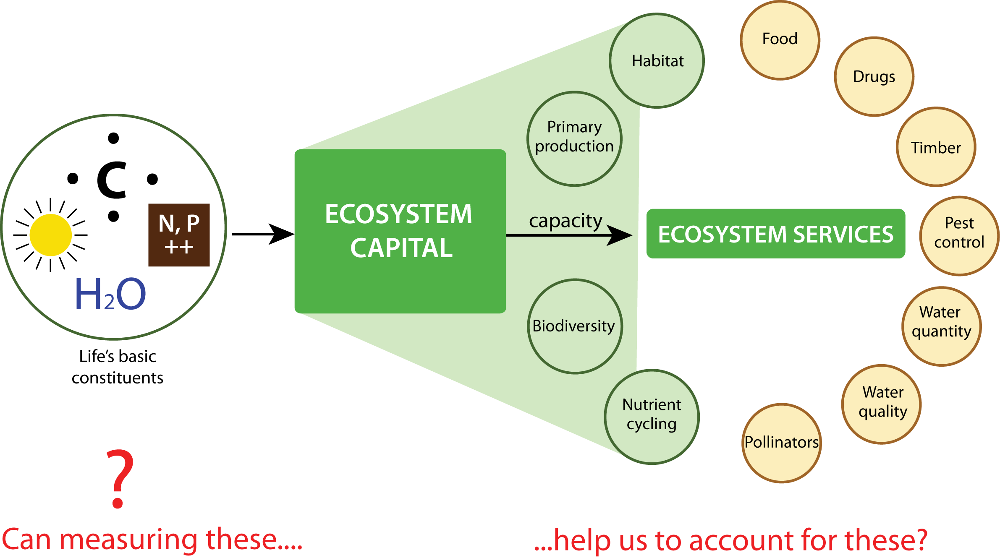 C
N, P
++
H₂O
Life’s basic
constituents
ECOSYSTEM
CAPITAL
capacity
Habitat
Primary
production
Biodiversity
Nutrient
cycling
ECOSYSTEM SERVICES
Food
Drugs
Timber
Pest
control
Water
quantity
Water
quality
Pollinators
?
Can measuring these....
...help us to account for these?